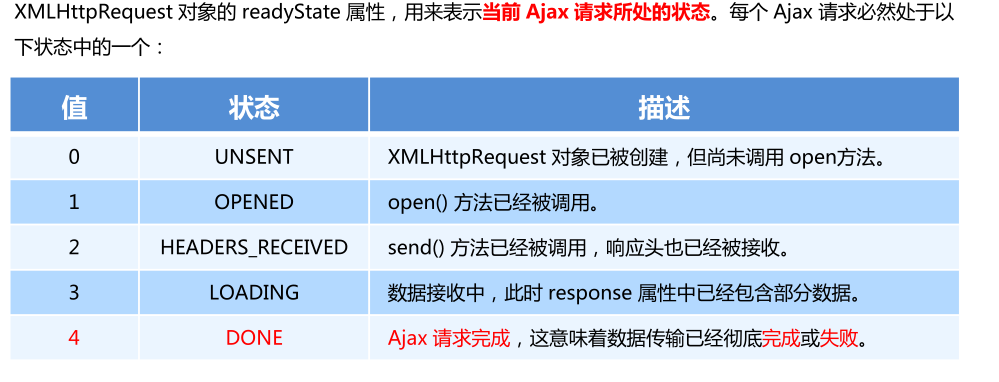 XMLHttpRequest 对象的 readyState 属性，用来表示当前 Ajax 请求所处的状态。每个 Ajax 请求必然处于以
下状态中的一个：
值 状态 描述
0 UNSENT XMLHttpRequest 对象已被创建，但尚未调用 open方法。
1 OPENED open() 方法已经被调用。
2 HEADERS_RECEIVED send() 方法已经被调用，响应头也已经被接收。
3 LOADING 数据接收中，此时 response 属性中已经包含部分数据。
4 DONE Ajax 请求完成，这意味着数据传输已经彻底完成或失败。